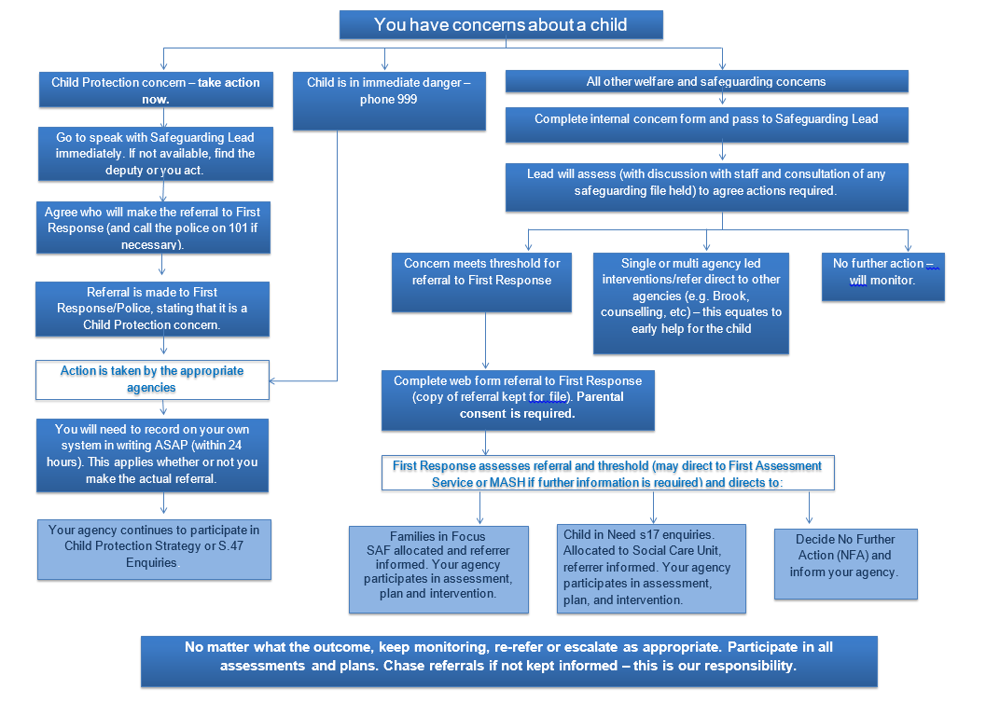 You have concerns about a child
Child Protection concern – take action
now.
Child is in immediate danger –
phone 999
All other welfare and safeguarding concerns
Go to speak with Safeguarding Lead
immediately. If not available, find the
deputy or you act.
Complete internal concern form and pass to Safeguarding Lead
Lead will assess (with discussion with staff and consultation of any
safeguarding file held) to agree actions required.
Agree who will make the referral to First
Response (and call the police on 101 if
necessary).
Concern meets threshold for
referral to First Response
Single or multi agency led
interventions/refer direct to other
agencies (e.g. Brook,
counselling, etc) – this equates to
early help for the child
No further action –
will monitor.
Referral is made to First
Response/Police, stating that it is a
Child Protection concern.
Action is taken by the appropriate
agencies
Complete web form referral to First Response
(copy of referral kept for file). Parental
consent is required.
You will need to record on your own
system in writing ASAP (within 24
hours). This applies whether or not you
make the actual referral.
First Response assesses referral and threshold (may direct to First Assessment
Service or MASH if further information is required) and directs to:
Your agency continues to participate in
Child Protection Strategy or S.47
Enquiries.
Families in Focus
SAF allocated and referrer
informed. Your agency
participates in assessment,
plan and intervention.
Child in Need s17 enquiries.
Allocated to Social Care Unit,
referrer informed. Your agency
participates in assessment,
plan, and intervention.
Decide No Further
Action (NFA) and
inform your agency.
No matter what the outcome, keep monitoring, re-refer or escalate as appropriate. Participate in all
assessments and plans. Chase referrals if not kept informed – this is our responsibility.